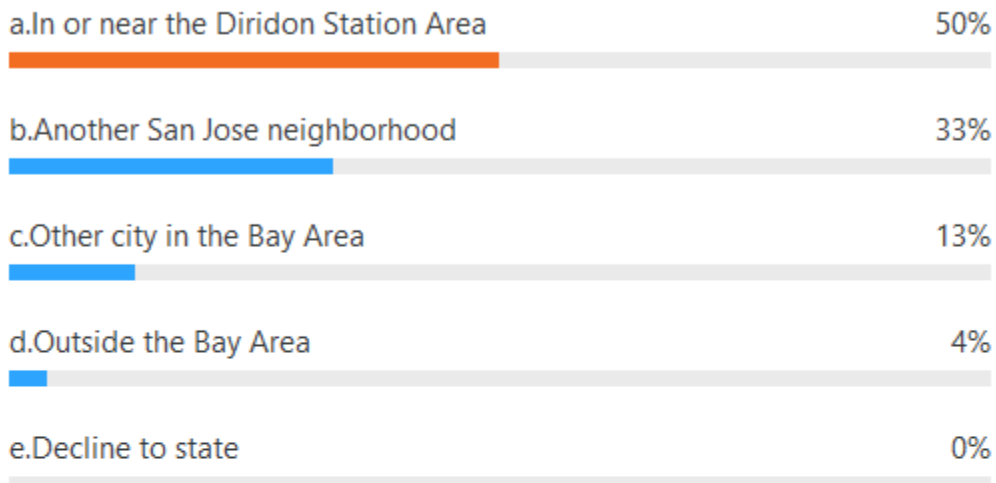 a.In or near the Diridon Station Area 50%
b.Another San Jose neighborhood 33%
c.Other city in the Bay Area 13%
d.Outside the Bay Area 4%
e.Decline to state 0%